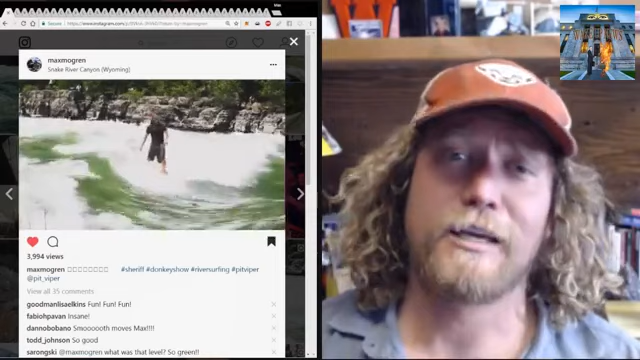 maxmogren
Snake River Canyon (Wyoming)
3,994 views
maxmogren #sheriff #donkeyshow #riversurfing #pitviper
@pit_viper
View all 35 comments
goodmanlisaelkins Fun! Fun! Fun!
fabiohpavan Insane!
dannobobano Smoooooth moves Max!!!!
todd_johnson So good
sarongski @maxmogren what was that level? So green!!